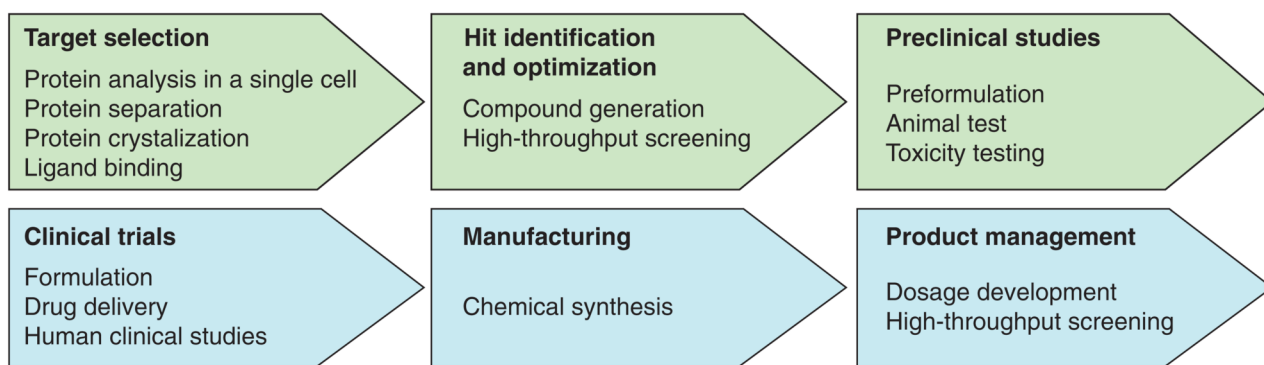 Target selection
Protein analysis in a single cell
Protein separation
Protein crystalization
Ligand binding
Hit identification
and optimization
Compound generation
High-throughput screening
Preclinical studies
Preformulation
Animal test
Toxicity testing
Clinical trials
Formulation
Drug delivery
Human clinical studies
Manufacturing
Chemical synthesis
Product management
Dosage development
High-throughput screening